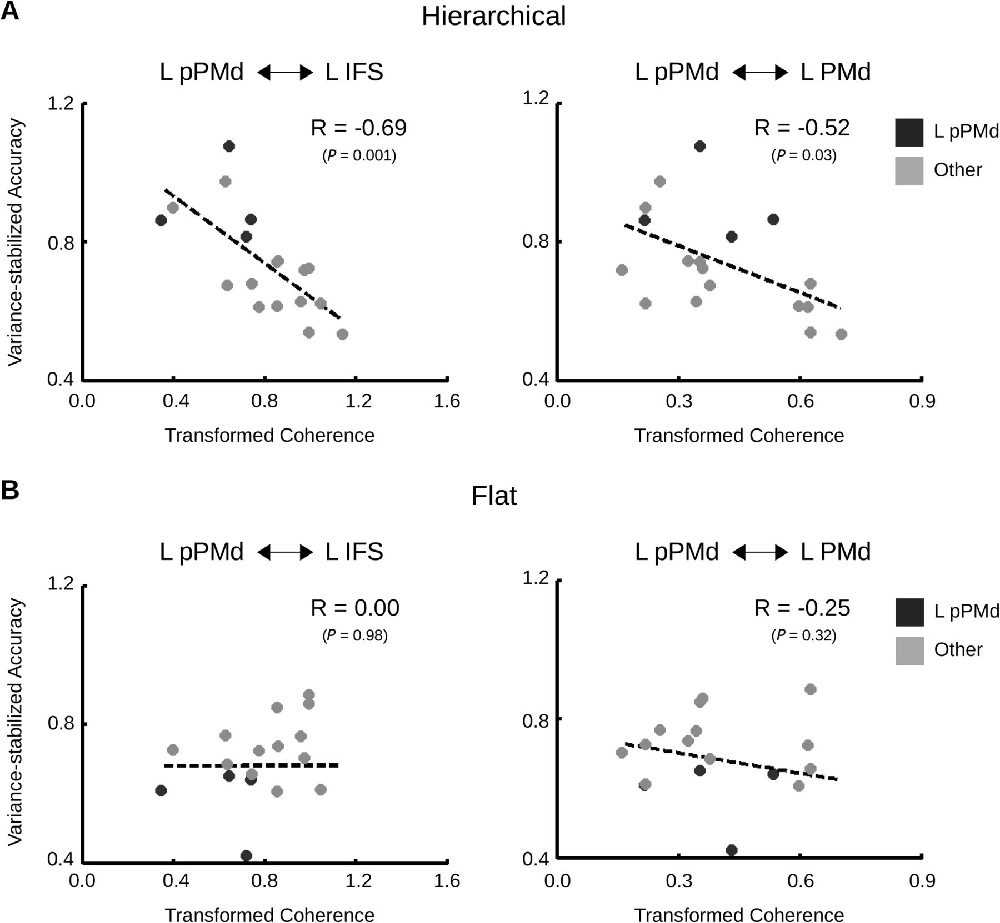 A
Hierarchical
L pPMd L IFS
L pPMd L PMd
1.2
0.8
0.4
Variance-stabilized Accuracy
R = -0.69
(P = 0.001)
0.0 0.4 0.8 1.2 1.6
Transformed Coherence
1.2
0.8
0.4
R = -0.52
(P = 0.03)
0.0 0.3 0.6 0.9
Transformed Coherence
L pPMd
Other
B
Flat
L pPMd L IFS
L pPMd L PMd
1.2
0.8
0.4
Variance-stabilized Accuracy
R = 0.00
(P = 0.98)
0.0 0.4 0.8 1.2 1.6
Transformed Coherence
1.2
0.8
0.4
R = -0.25
(P = 0.32)
0.0 0.3 0.6 0.9
Transformed Coherence
L pPMd
Other